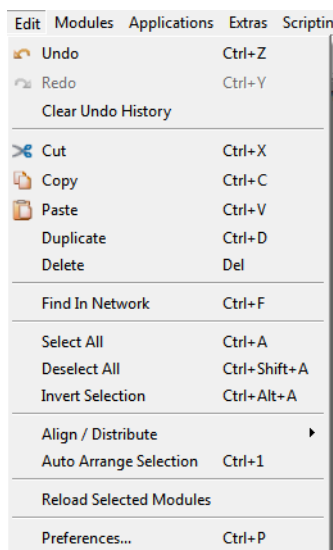 Edit Modules Applications Extras Scriptin
Undo Ctrl+Z
Redo Ctrl+Y
Clear Undo History
Cut Ctrl+X
Copy Ctrl+C
Paste Ctrl+V
Duplicate Ctrl+D
Delete Del
Find In Network Ctrl+F
Select All Ctrl+A
Deselect All Ctrl+Shift+A
Invert Selection Ctrl+Alt+A
Align / Distribute
Auto Arrange Selection Ctrl+1
Reload Selected Modules
Preferences... Ctrl+P